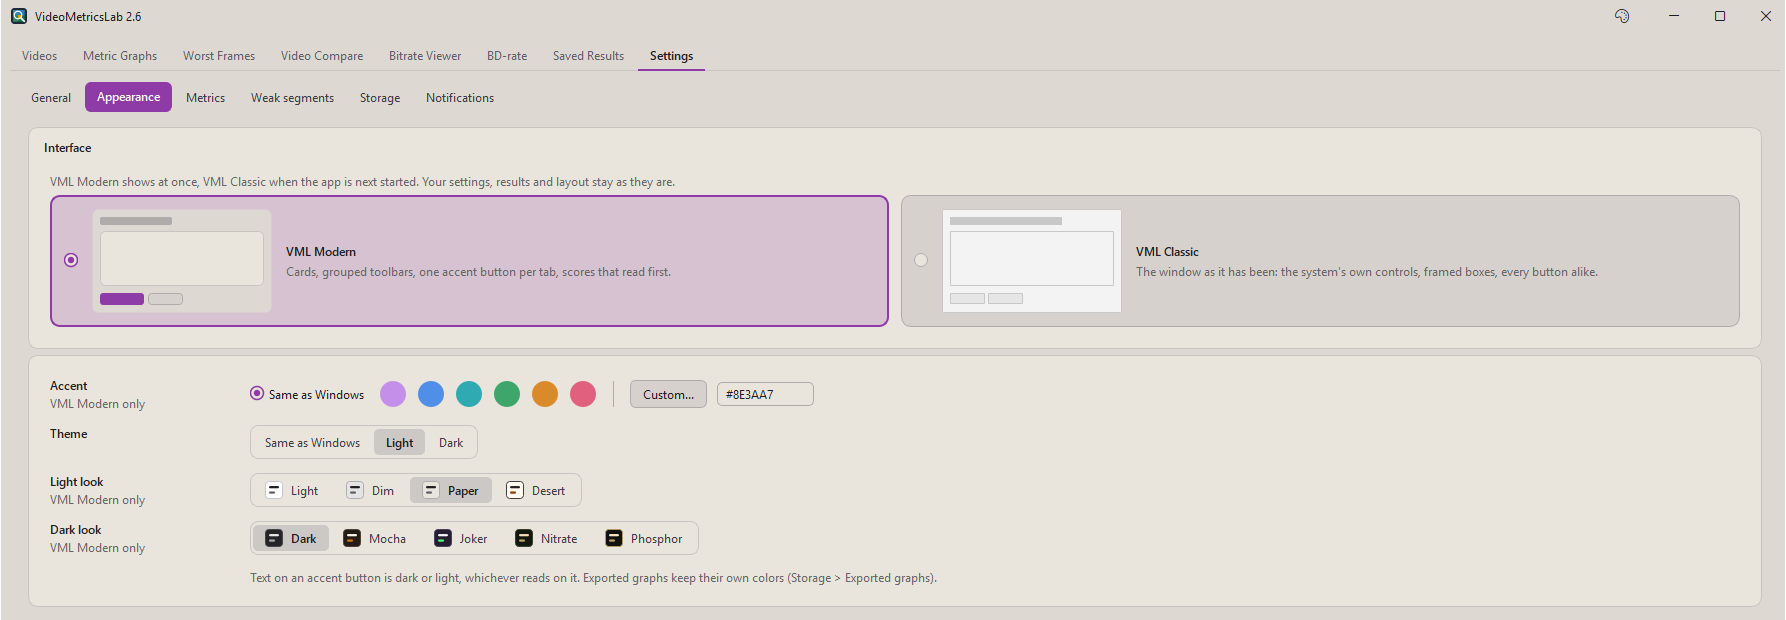 VideoMetricsLab 2.6
Videos Metric Graphs Worst Frames Video Compare Bitrate Viewer BD-rate Saved Results Settings
General Appearance Metrics Weak segments Storage Notifications
Interface
VML Modern shows at once, VML Classic when the app is next started. Your settings, results and layout stay as they are.
VML Modern
Cards, grouped toolbars, one accent button per tab, scores that read first.
VML Classic
The window as it has been: the system's own controls, framed boxes, every button alike.
Accent
VML Modern only
Same as Windows Custom... #8E3AA7
Theme
Same as Windows Light Dark
Light look
VML Modern only
Light Dim Paper Desert
Dark look
VML Modern only
Dark Mocha Joker Nitrate Phosphor
Text on an accent button is dark or light, whichever reads on it. Exported graphs keep their own colors (Storage > Exported graphs).